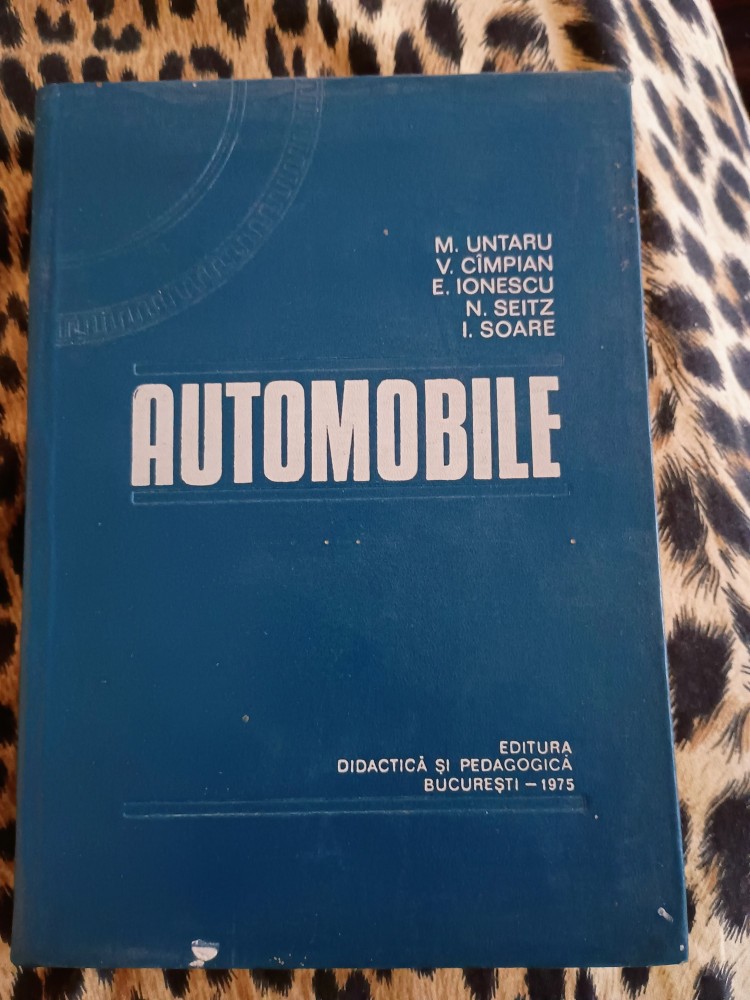 M. UNTARU
V. CÎMPIAN
E. IONESCU
N. SEITZ
I. SOARE
AUTOMOBILE
EDITURA
DIDACTICĂ ŞI PEDAGOGICĂ
BUCUREŞTI – 1975